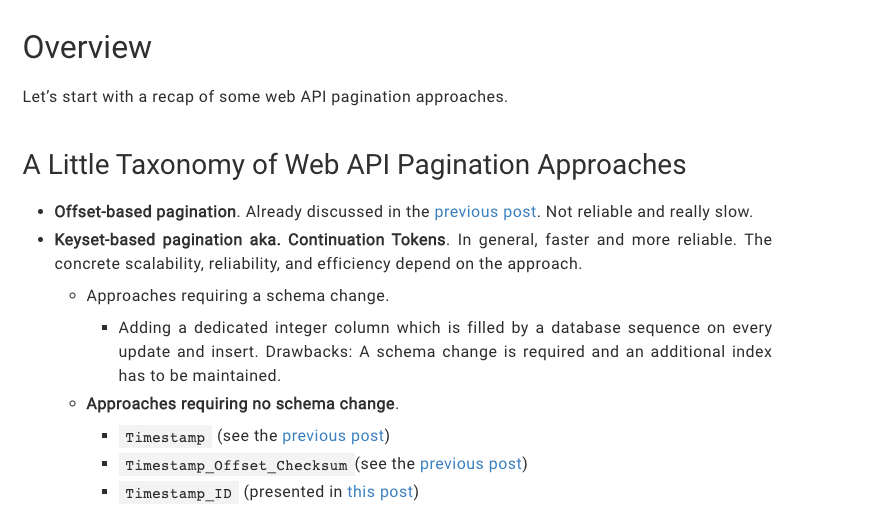 Overview
Let's start with a recap of some web API pagination approaches.
A Little Taxonomy of Web API Pagination Approaches
• Offset-based pagination. Already discussed in the previous post. Not reliable and really slow.
• Keyset-based pagination aka. Continuation Tokens. In general, faster and more reliable. The
concrete scalability, reliability, and efficiency depend on the approach.
◦ Approaches requiring a schema change.
▪ Adding a dedicated integer column which is filled by a database sequence on every
update and insert. Drawbacks: A schema change is required and an additional index
has to be maintained.
◦ Approaches requiring no schema change.
▪ Timestamp (see the previous post)
▪ Timestamp_Offset_Checksum (see the previous post)
▪ Timestamp_ID (presented in this post)